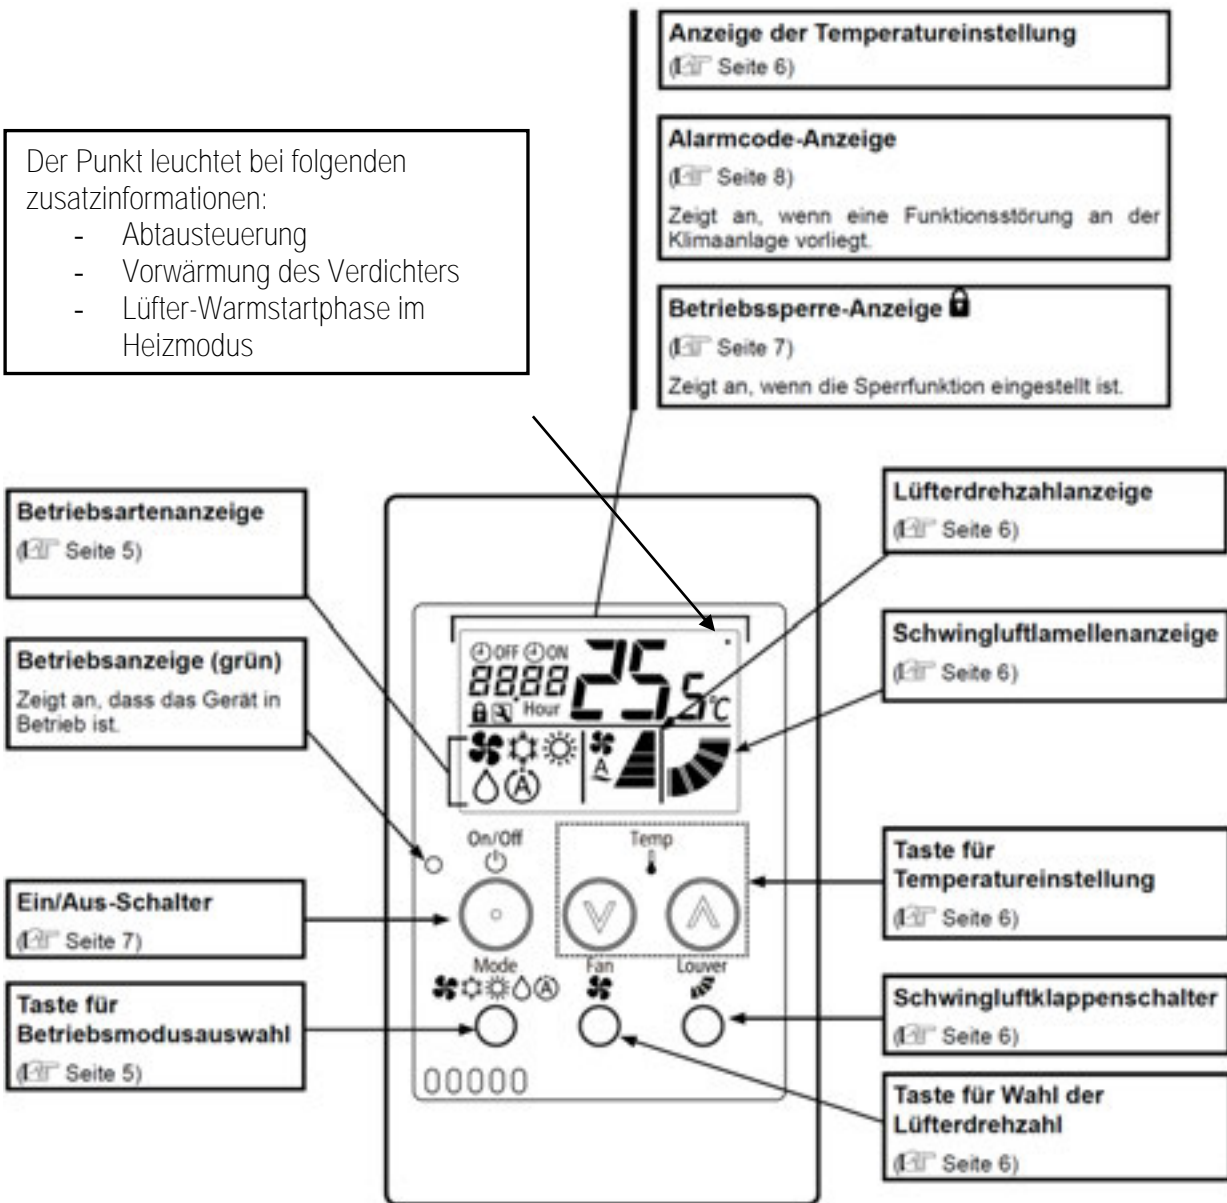 Anzeige der Temperatureinstellung
(Seite 6)
Alarmcode-Anzeige
(Seite 8)
Zeigt an, wenn eine Funktionsstörung an der
Klimaanlage vorliegt.
Betriebssperre-Anzeige
(Seite 7)
Zeigt an, wenn die Sperrfunktion eingestellt ist.
Der Punkt leuchtet bei folgenden
zusatzinformationen:
- Abtausteuerung
- Vorwärmung des Verdichters
- Lüfter-Warmstartphase im
Heizmodus
Betriebsartenanzeige
(Seite 5)
Betriebsanzeige (grün)
Zeigt an, dass das Gerät in
Betrieb ist.
Ein/Aus-Schalter
(Seite 7)
Taste für
Betriebsmodusauswahl
(Seite 5)
OFF ON
88.88
Hour
25.5°C
A
A
On/Off
Temp
Mode
Fan
Louver
A
Lüfterdrehzahlanzeige
(Seite 6)
Schwingluftlamellenanzeige
(Seite 6)
Taste für
Temperatureinstellung
(Seite 6)
Schwingluftklappenschalter
(Seite 6)
Taste für Wahl der
Lüfterdrehzahl
(Seite 6)